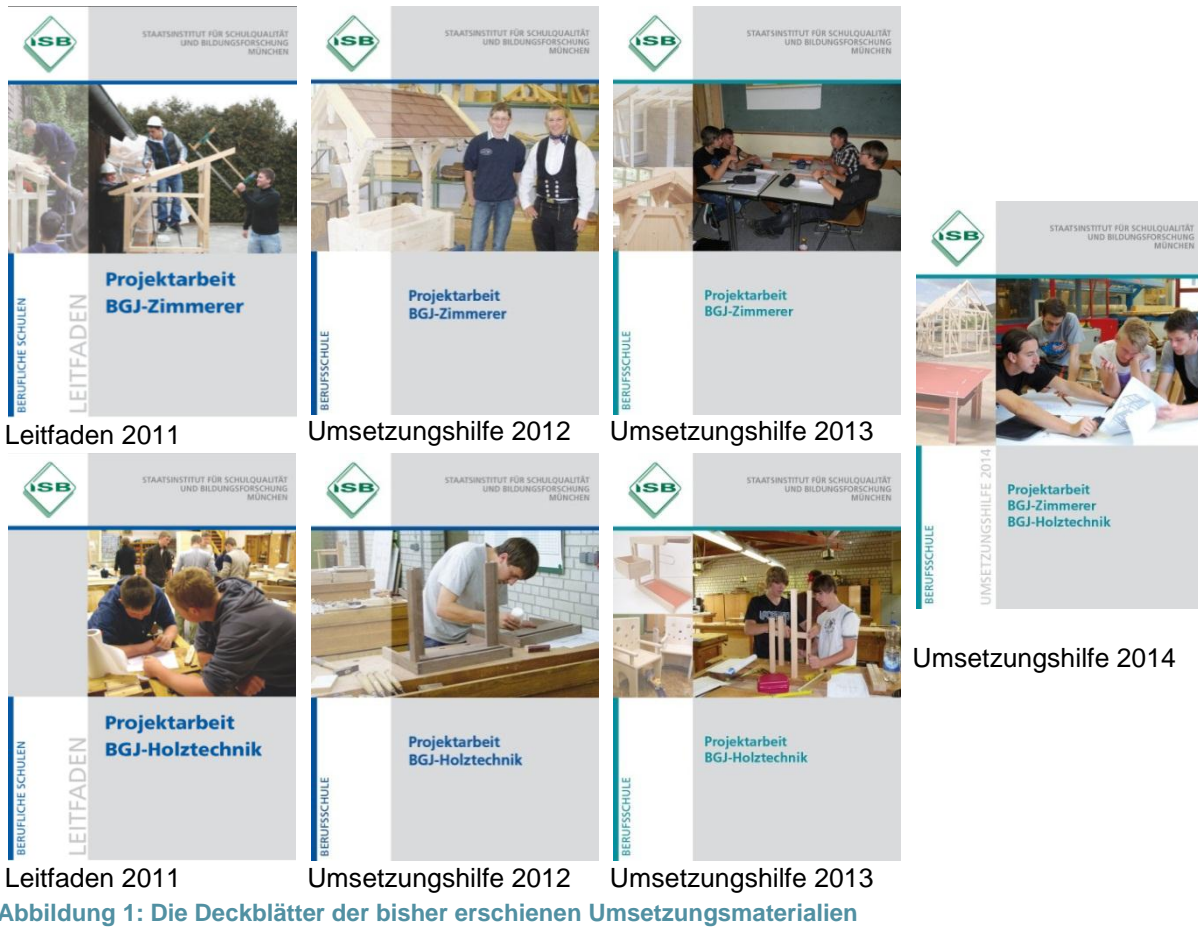 ISB
STAATSINSTITUT FÜR SCHULQUALITÄT
UND BILDUNGSFORSCHUNG
MÜNCHEN
BERUFLICHE SCHULEN
LEITFADEN
Projektarbeit
BGJ-Zimmerer
Leitfaden 2011
ISB
STAATSINSTITUT FÜR SCHULQUALITÄT
UND BILDUNGSFORSCHUNG
MÜNCHEN
BERUFSSCHULE
Projektarbeit
BGJ-Zimmerer
Umsetzungshilfe 2012
ISB
STAATSINSTITUT FÜR SCHULQUALITÄT
UND BILDUNGSFORSCHUNG
MÜNCHEN
BERUFSSCHULE
Projektarbeit
BGJ-Zimmerer
Umsetzungshilfe 2013
ISB
STAATSINSTITUT FÜR SCHULQUALITÄT
UND BILDUNGSFORSCHUNG
MÜNCHEN
BERUFSSCHULE
UMSETZUNGSHILFE 2014
Projektarbeit
BGJ-Zimmerer
BGJ-Holztechnik
Umsetzungshilfe 2014
ISB
STAATSINSTITUT FÜR SCHULQUALITÄT
UND BILDUNGSFORSCHUNG
MÜNCHEN
BERUFLICHE SCHULEN
LEITFADEN
Projektarbeit
BGJ-Holztechnik
Leitfaden 2011
ISB
STAATSINSTITUT FÜR SCHULQUALITÄT
UND BILDUNGSFORSCHUNG
MÜNCHEN
BERUFSSCHULE
Projektarbeit
BGJ-Holztechnik
Umsetzungshilfe 2012
ISB
STAATSINSTITUT FÜR SCHULQUALITÄT
UND BILDUNGSFORSCHUNG
MÜNCHEN
BERUFSSCHULE
Projektarbeit
BGJ-Holztechnik
Umsetzungshilfe 2013
Abbildung 1: Die Deckblätter der bisher erschienen Umsetzungsmaterialien